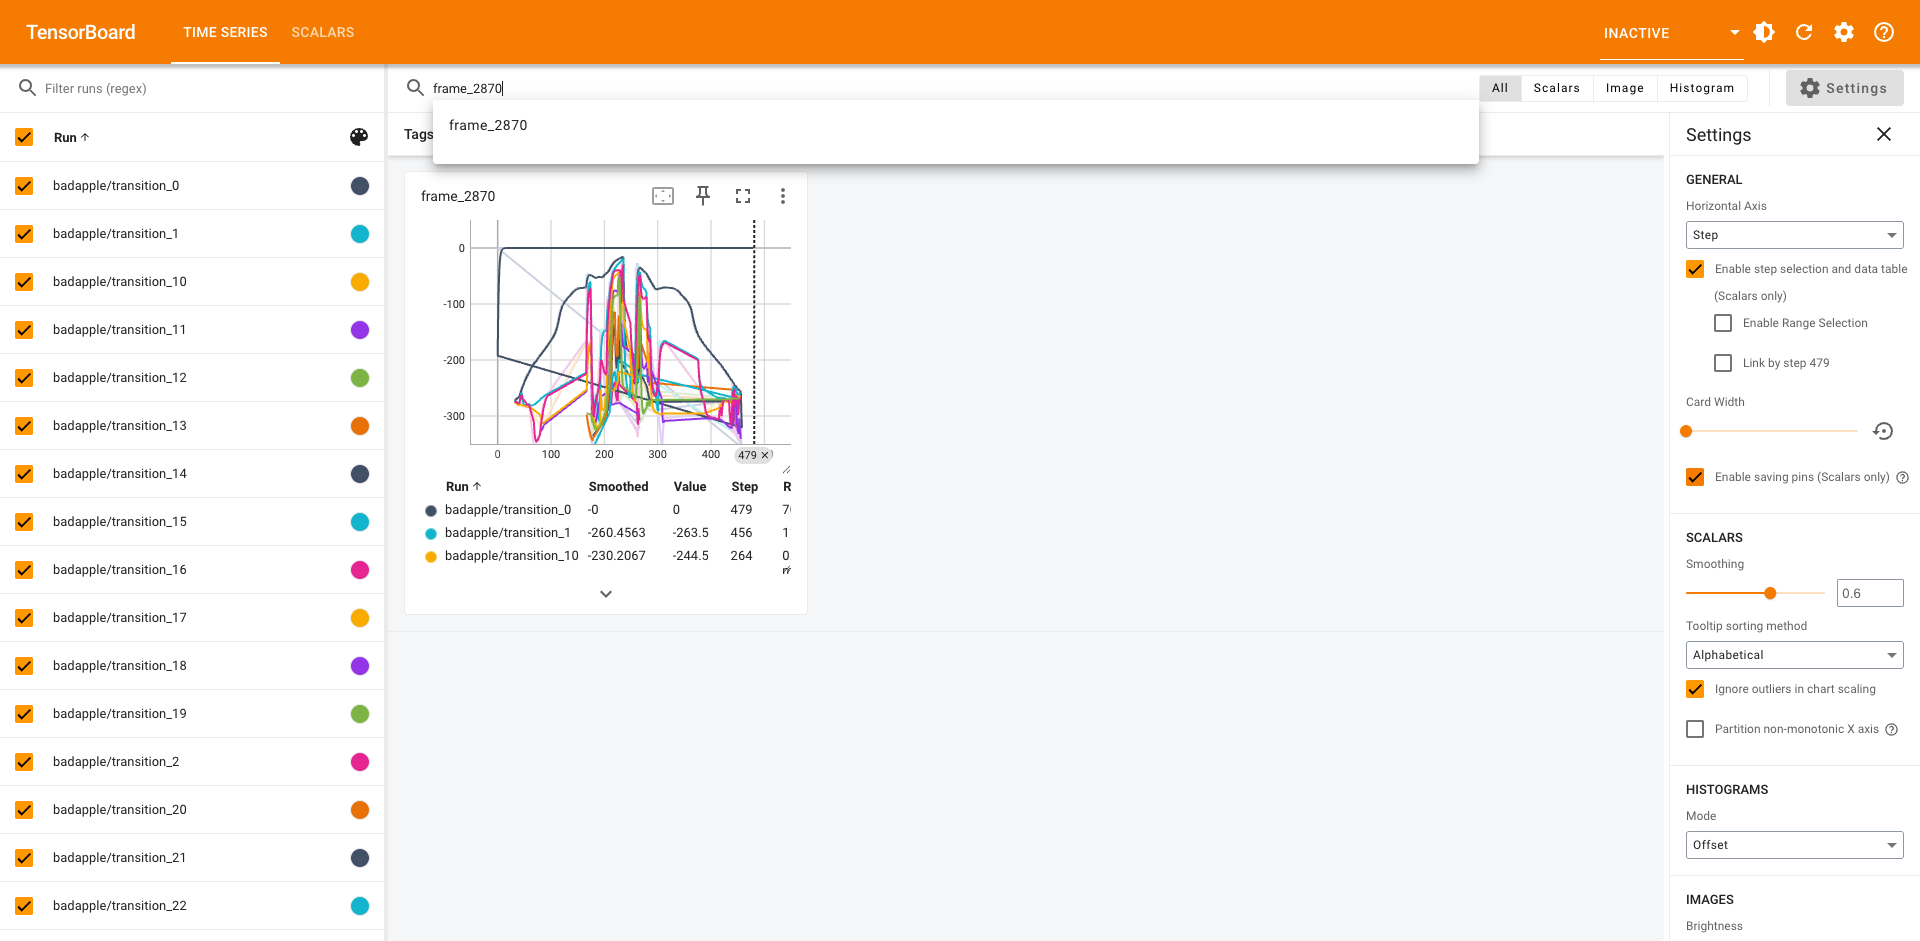 TensorBoard
TIME SERIES
SCALARS
INACTIVE
Filter runs (regex)
Run
badapple/transition_0
badapple/transition_1
badapple/transition_10
badapple/transition_11
badapple/transition_12
badapple/transition_13
badapple/transition_14
badapple/transition_15
badapple/transition_16
badapple/transition_17
badapple/transition_18
badapple/transition_19
badapple/transition_2
badapple/transition_20
badapple/transition_21
badapple/transition_22
frame_2870
frame_2870
All
Scalars
Image
Histogram
Settings
Tags
frame_2870
0
-100
-200
-300
0 100 200 300 400
479
Run Smoothed Value Step R
badapple/transition_0 -0 0 479
badapple/transition_1 -260.4563 -263.5 456
badapple/transition_10 -230.2067 -244.5 264
Settings
GENERAL
Horizontal Axis
Step
Enable step selection and data table
(Scalars only)
Enable Range Selection
Link by step 479
Card Width
Enable saving pins (Scalars only)
SCALARS
Smoothing
0.6
Tooltip sorting method
Alphabetical
Ignore outliers in chart scaling
Partition non-monotonic X axis
HISTOGRAMS
Mode
Offset
IMAGES
Brightness